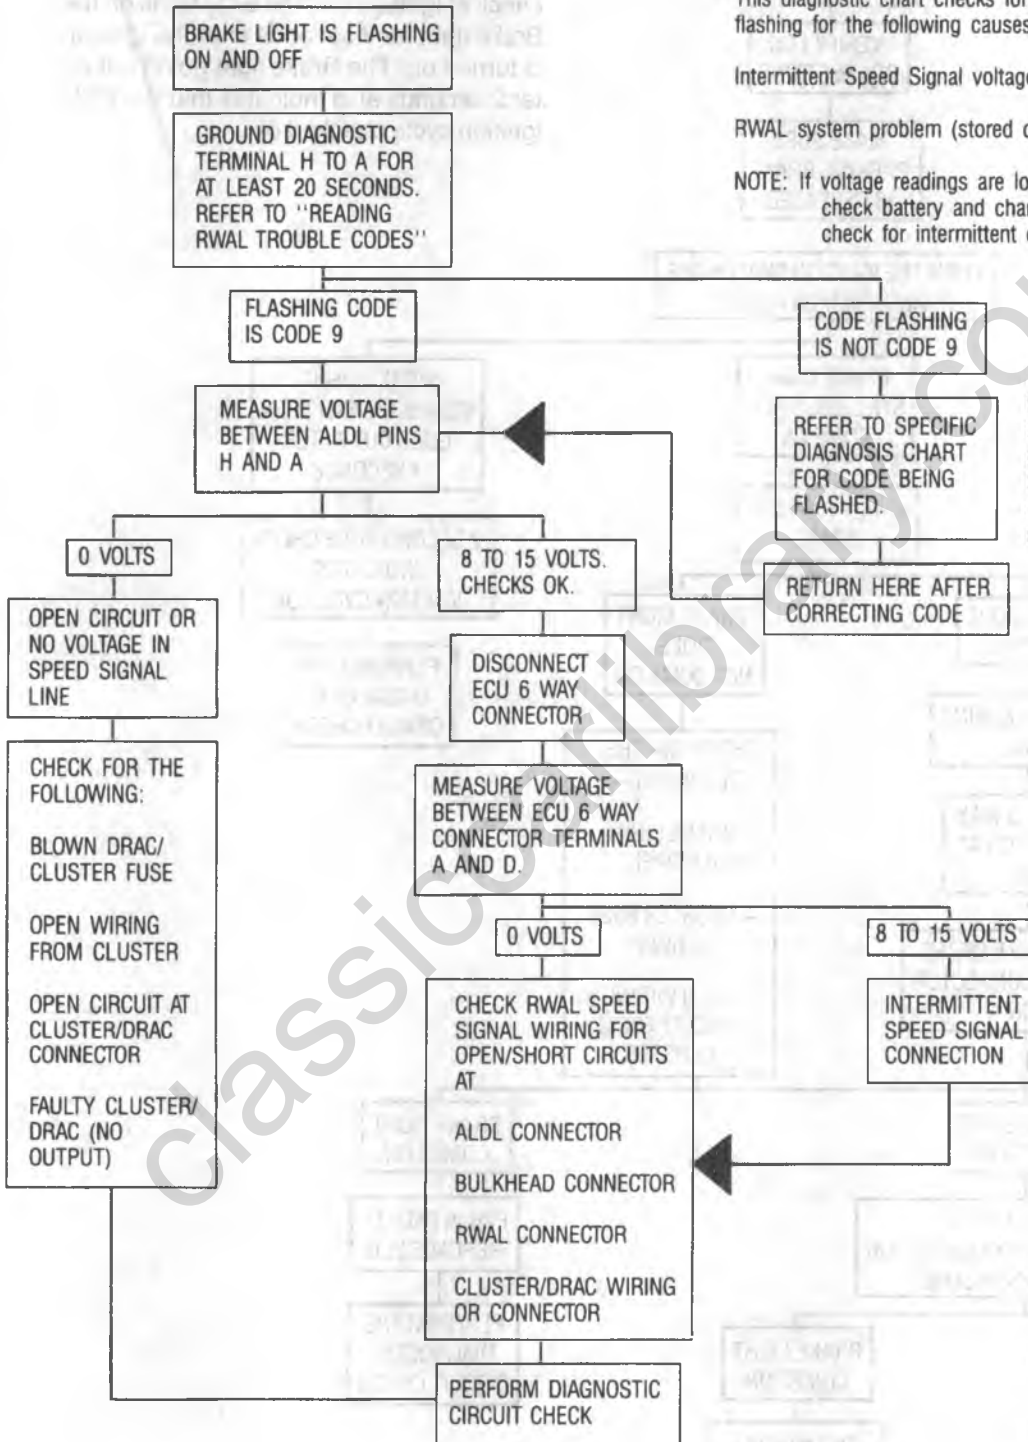 BRAKE LIGHT IS FLASHING
ON AND OFF
This diagnostic chart checks for
flashing for the following causes
Intermittent Speed Signal voltage
RWAL system problem (stored
NOTE: If voltage readings are
check battery and
check for intermittent
GROUND DIAGNOSTIC
TERMINAL H TO A FOR
AT LEAST 20 SECONDS.
REFER TO "READING
RWAL TROUBLE CODES"
FLASHING CODE
IS CODE 9
CODE FLASHING
IS NOT CODE 9
MEASURE VOLTAGE
BETWEEN ALDL PINS
H AND A
REFER TO SPECIFIC
DIAGNOSIS CHART
FOR CODE BEING
FLASHED.
RETURN HERE AFTER
CORRECTING CODE
0 VOLTS
8 TO 15 VOLTS.
CHECKS OK.
OPEN CIRCUIT OR
NO VOLTAGE IN
SPEED SIGNAL
LINE
DISCONNECT
ECU 6 WAY
CONNECTOR
CHECK FOR THE
FOLLOWING:
BLOWN DRAC/
CLUSTER FUSE
OPEN WIRING
FROM CLUSTER
OPEN CIRCUIT AT
CLUSTER/DRAC
CONNECTOR
FAULTY CLUSTER/
DRAC (NO
OUTPUT)
MEASURE VOLTAGE
BETWEEN ECU 6 WAY
CONNECTOR TERMINALS
A AND D.
0 VOLTS
8 TO 15 VOLTS
CHECK RWAL SPEED
SIGNAL WIRING FOR
OPEN/SHORT CIRCUITS
AT
ALDL CONNECTOR
BULKHEAD CONNECTOR
RWAL CONNECTOR
CLUSTER/DRAC WIRING
OR CONNECTOR
INTERMITTENT
SPEED SIGNAL
CONNECTION
PERFORM DIAGNOSTIC
CIRCUIT CHECK
classiccarlibrary.co